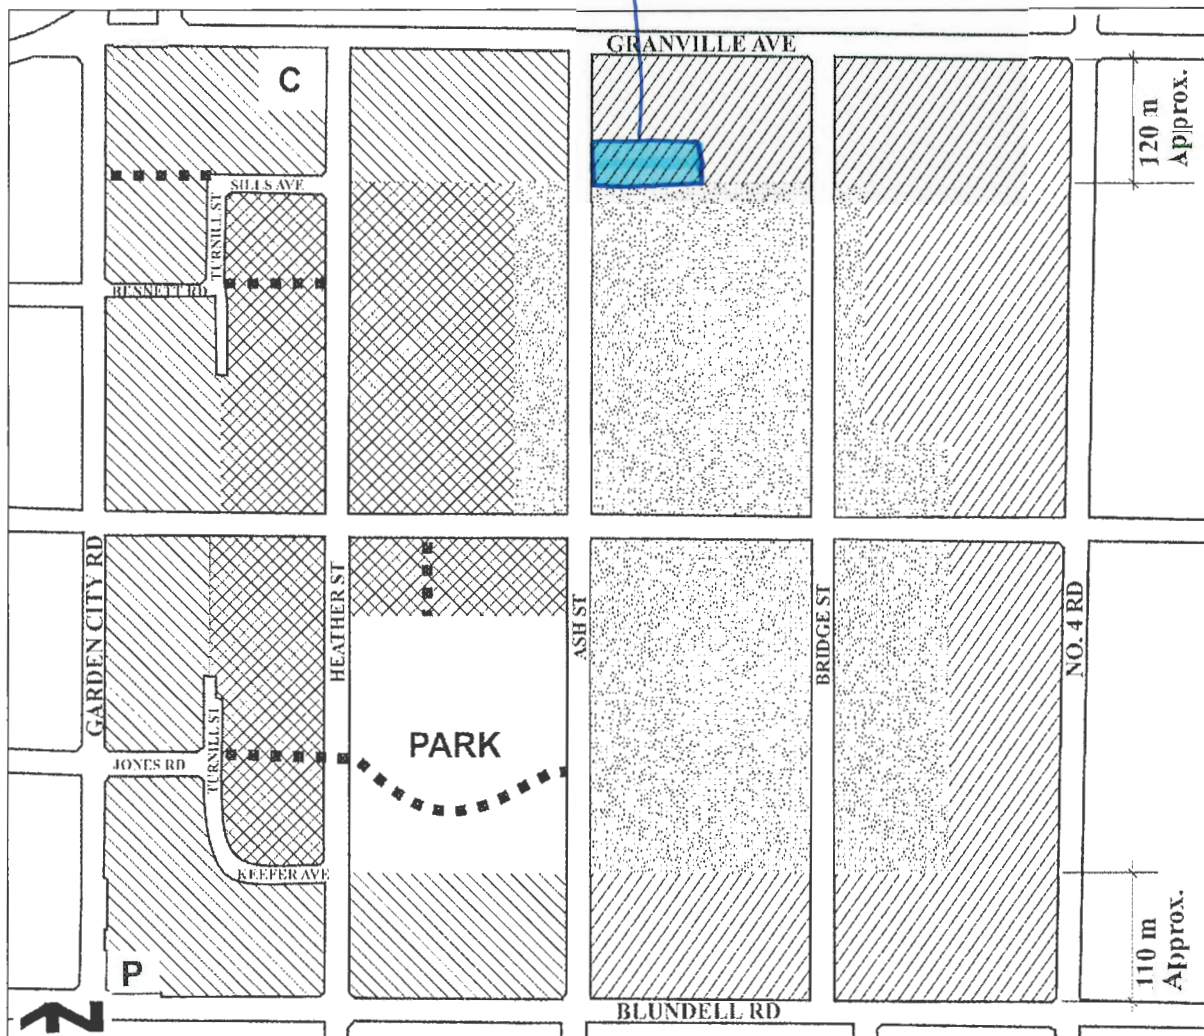 GRANVILLE AVE
C
120 m
Approx.
SILLS AVE
TURNILL ST
BENNETT RD
GARDEN CITY RD
HEATHER ST
ASH ST
BRIDGE ST
NO. 4 RD
TURNILL ST
PARK
JONES RD
KEEFER AVE
110 m
Approx.
P
BLUNDELL RD